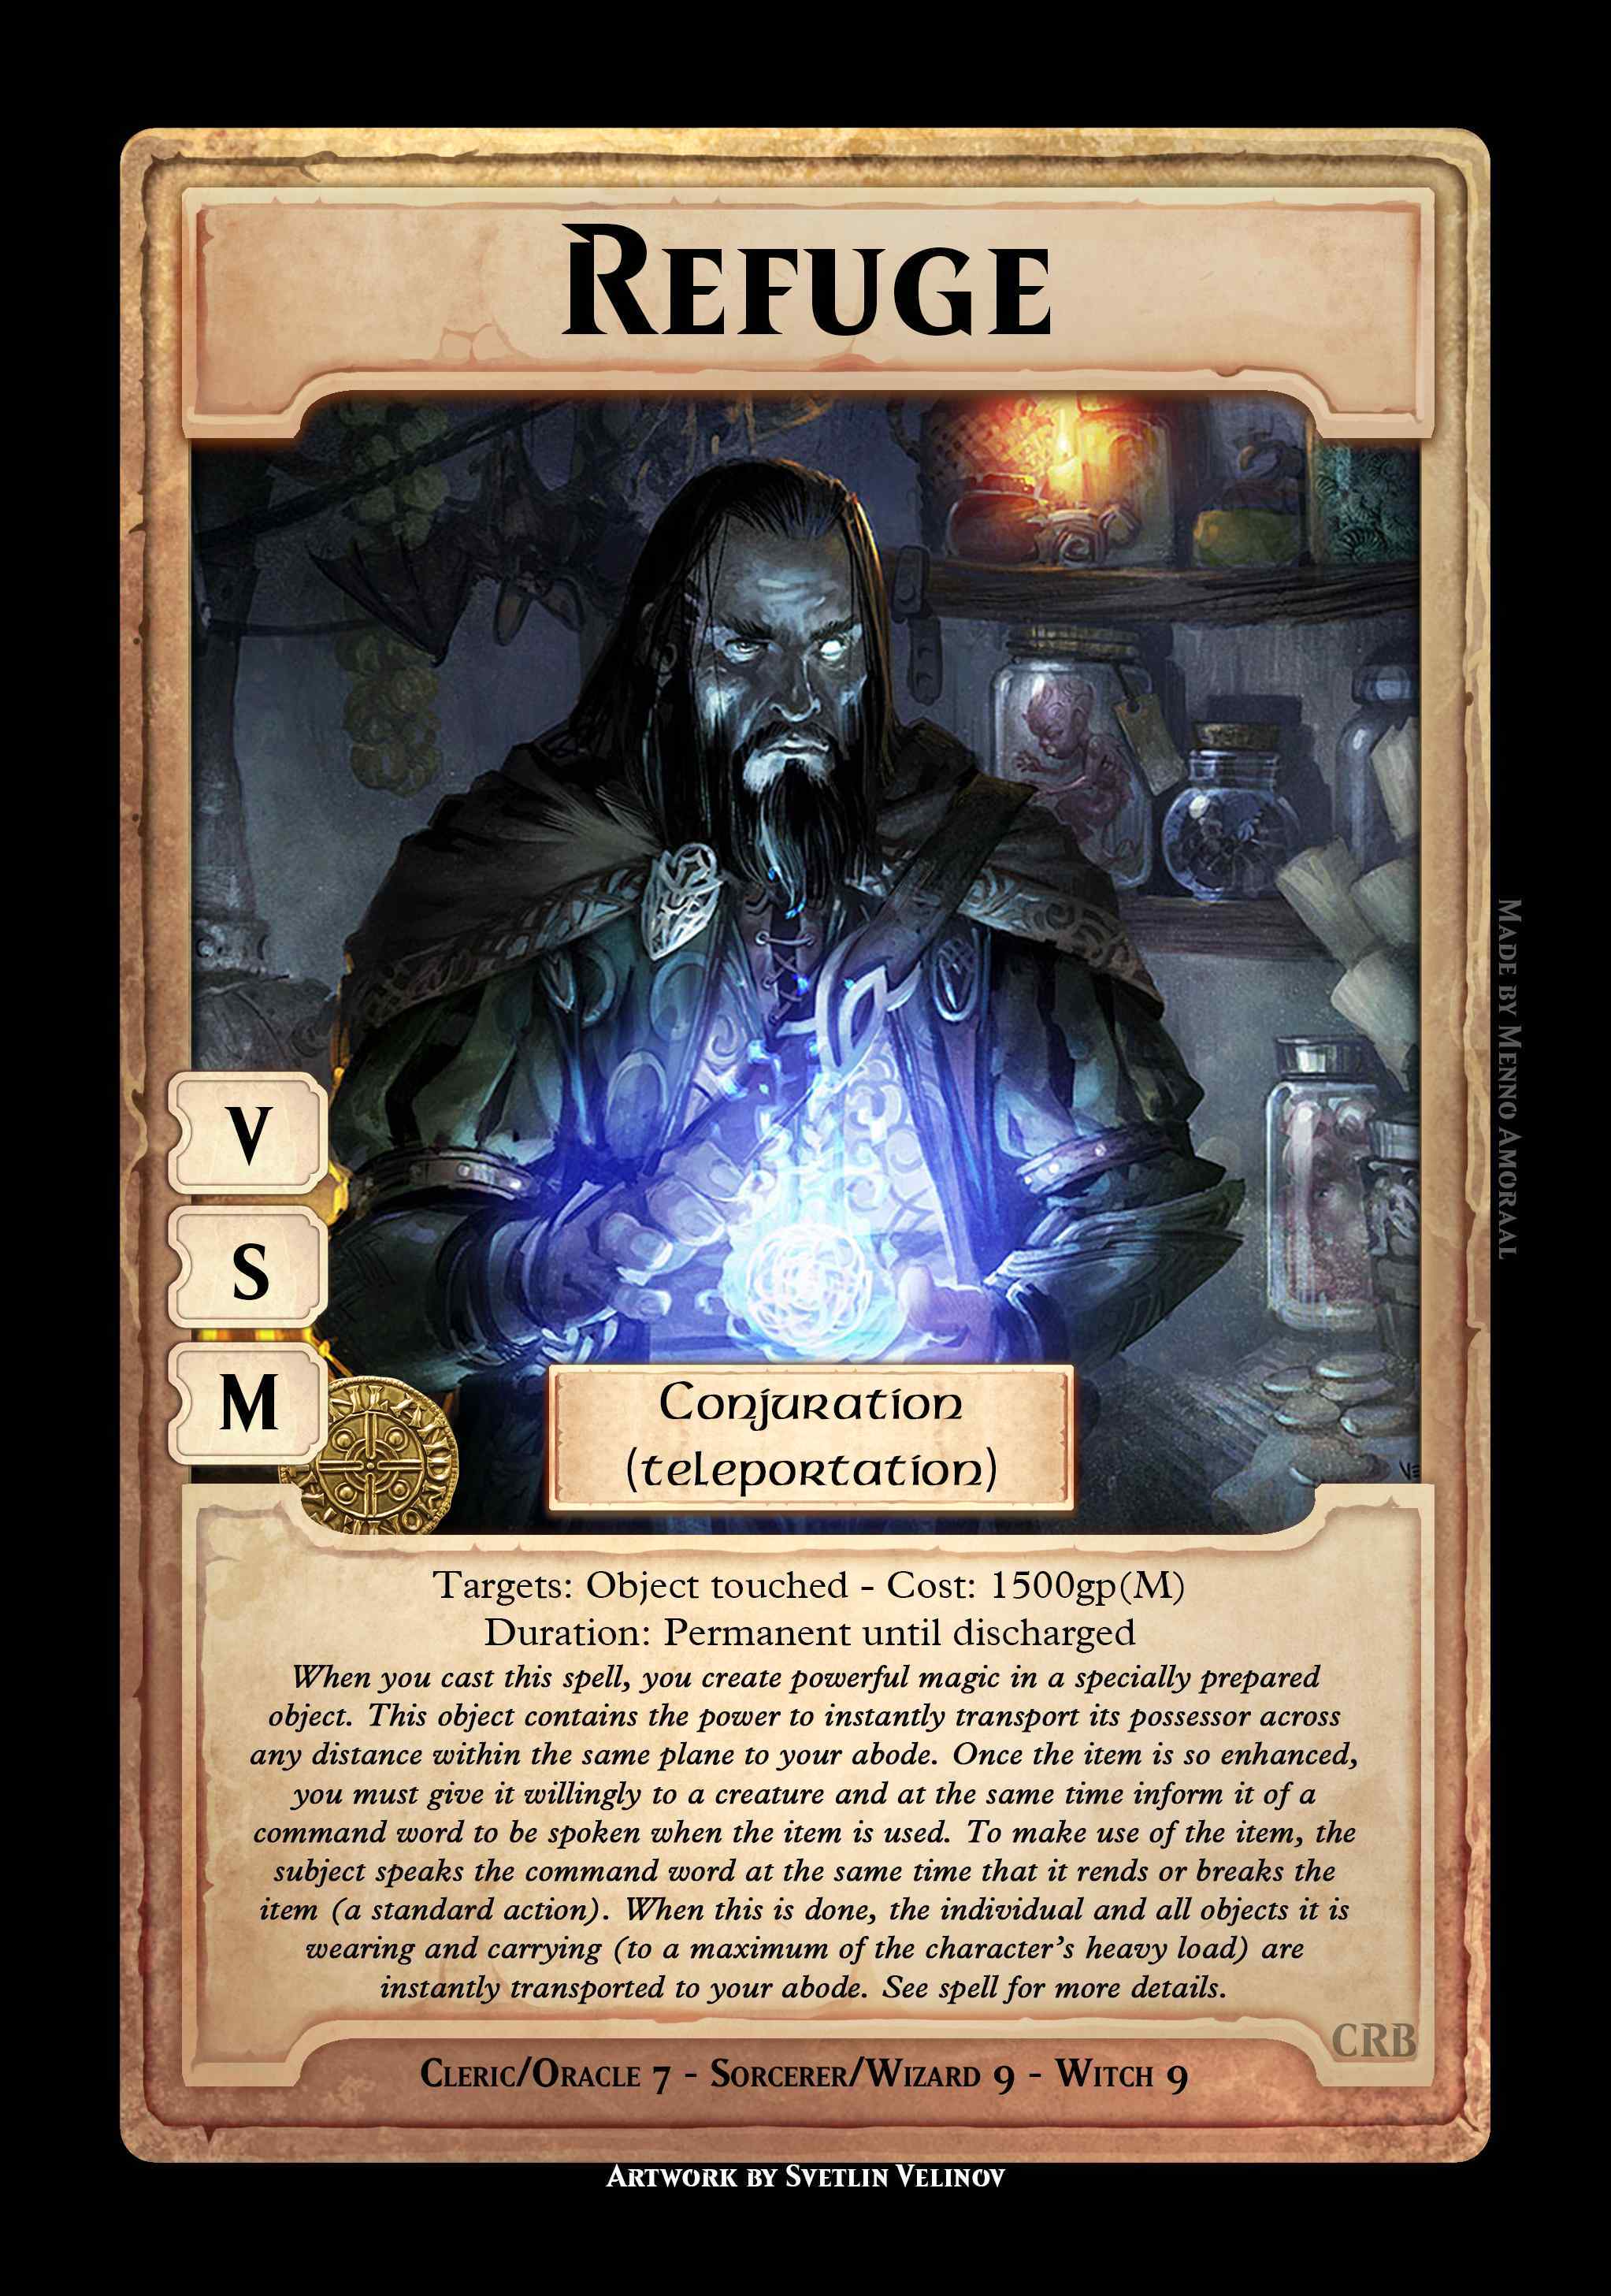 Refuge
V
S
M
Conjuration
(teleportation)
Targets: Object touched - Cost: 1500gp(M)
Duration: Permanent until discharged
When you cast this spell, you create powerful magic in a specially prepared
object. This object contains the power to instantly transport its possessor across
any distance within the same plane to your abode. Once the item is so enhanced,
you must give it willingly to a creature and at the same time inform it of a
command word to be spoken when the item is used. To make use of the item, the
subject speaks the command word at the same time that it rends or breaks the
item (a standard action). When this is done, the individual and all objects it is
wearing and carrying (to a maximum of the character's heavy load) are
instantly transported to your abode. See spell for more details.
CRB
Cleric/Oracle 7 - Sorcerer/Wizard 9 - Witch 9
Artwork by Svetlin Velinov
Made by Menno Amoraal